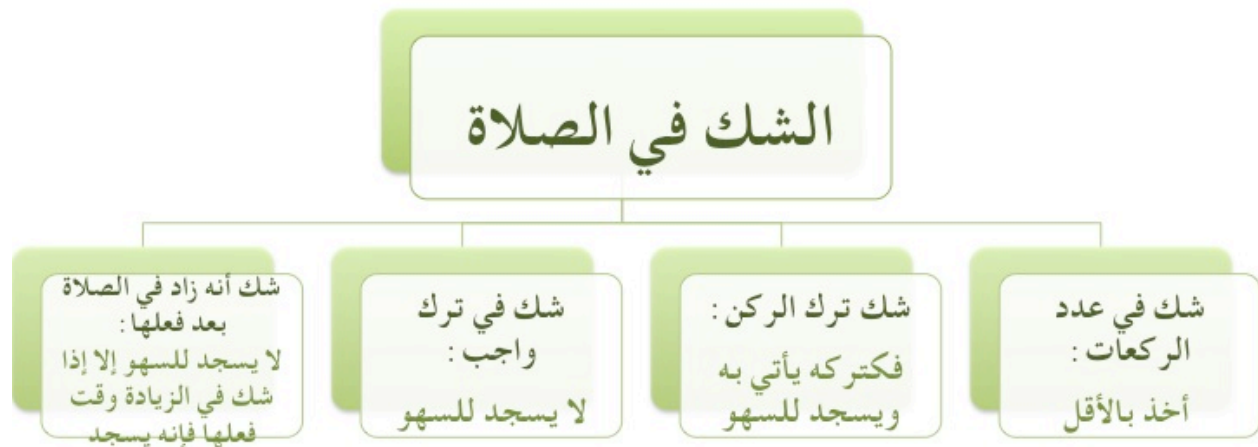 الشك في الصلاة
شك في عدد
الركعات :
أخذ بالأقل
شك ترك الركن :
فكتركه يأتي به
ويسجد للسهو
شك في ترك
واجب :
لا يسجد للسهو
شك أنه زاد في الصلاة
بعد فعلها :
لا يسجد للسهو إلا إذا
شك في الزيادة وقت
فعلها فإنه يسجد